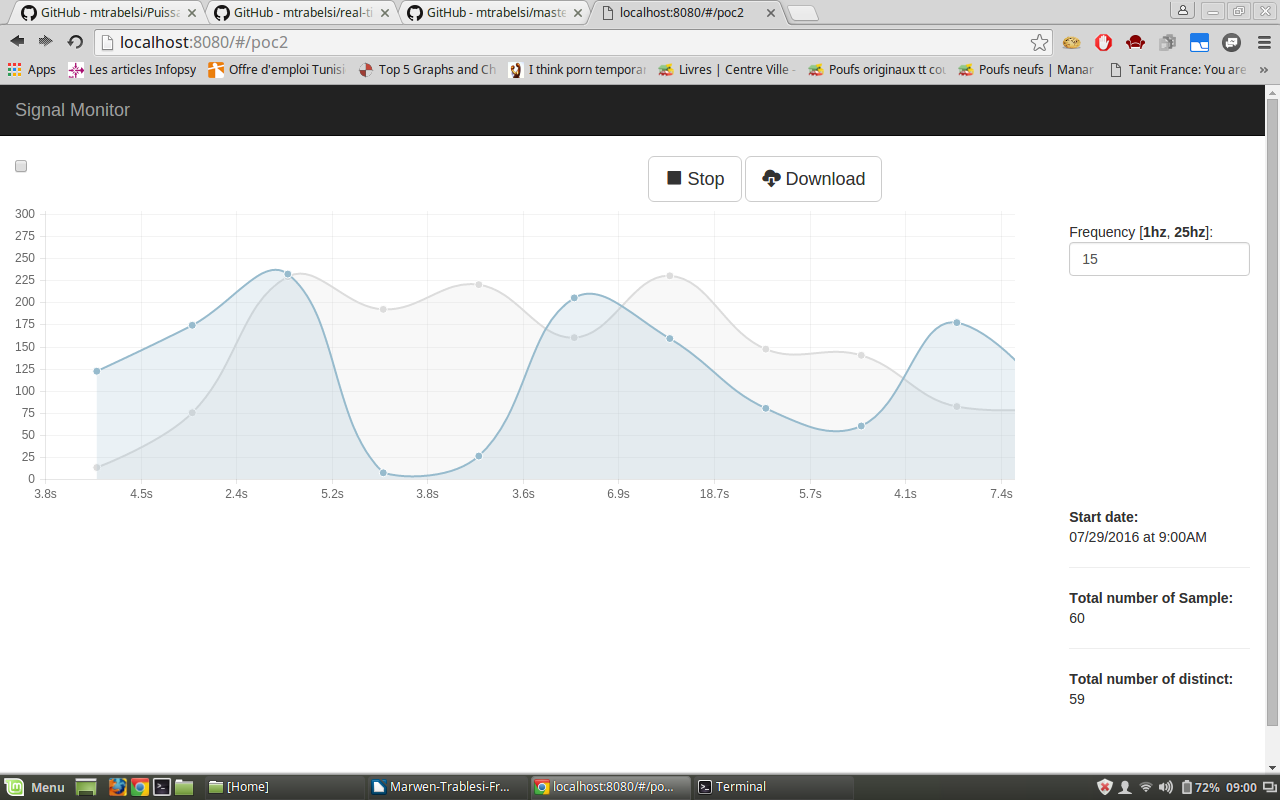 GitHub - mtrabelsi/Puissa
GitHub - mtrabelsi/real-ti
GitHub - mtrabelsi/maste
localhost:8080/#/poc2
localhost:8080/#/poc2
Apps
Les articles Infopsy
Offre d'emploi Tunisi
Top 5 Graphs and Ch
I think porn temporar
Livres | Centre Ville -
Poufs originaux tt cou
Poufs neufs | Manar
Tanit France: You are
»
Signal Monitor
Stop
Download
300
275
250
225
200
175
150
125
100
75
50
25
0
3.8s 4.5s 2.4s 5.2s 3.8s 3.6s 6.9s 18.7s 5.7s 4.1s 7.4s
Frequency [1hz, 25hz]:
15
Start date:
07/29/2016 at 9:00AM
Total number of Sample:
60
Total number of distinct:
59
Menu
[Home]
Marwen-Trablesi-Fr...
localhost:8080/#/po...
Terminal
72%
09:00